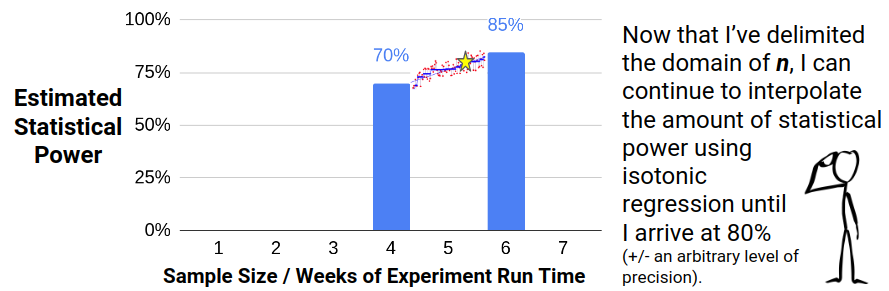 100%
75%
50%
25%
0%
Estimated
Statistical
Power
70%
85%
1 2 3 4 5 6 7
Sample Size / Weeks of Experiment Run Time
Now that I’ve delimited
the domain of n, I can
continue to interpolate
the amount of statistical
power using
isotonic
regression until
I arrive at 80%
(+/- an arbitrary level of
precision).